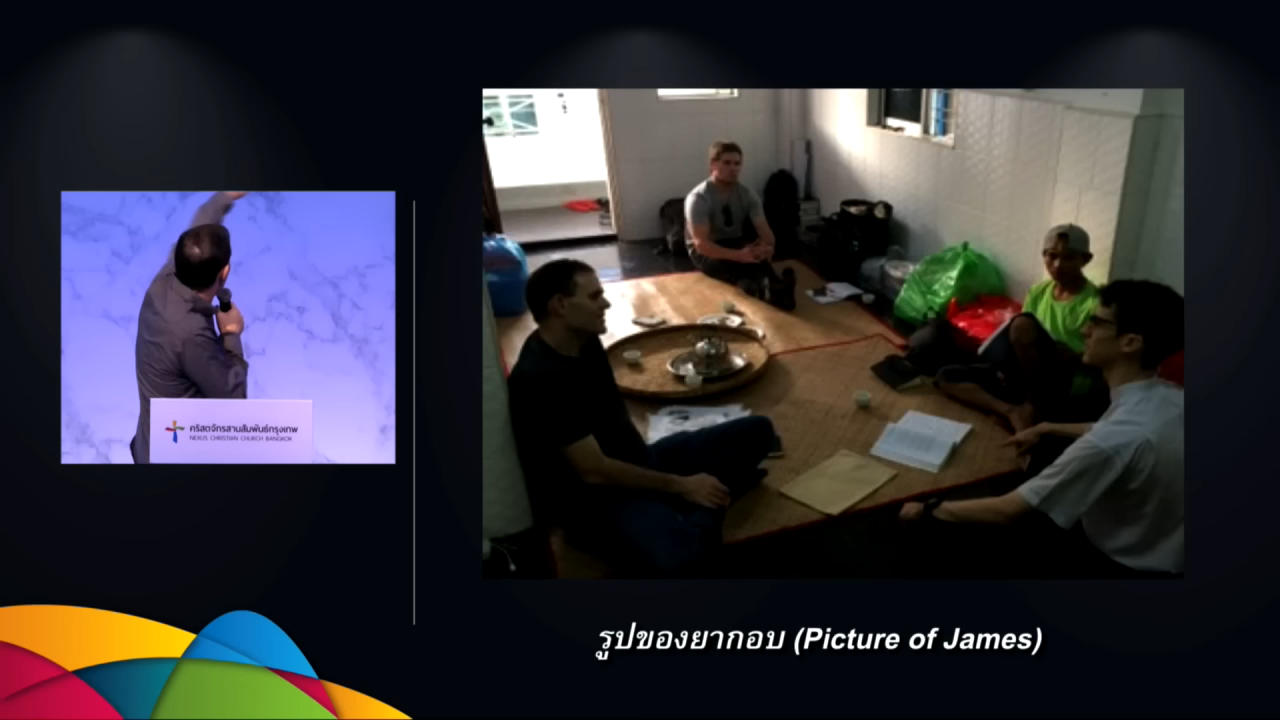 คริสตจักรสานสัมพันธ์กรุงเทพ
NEXUS CHRISTIAN CHURCH BANGKOK
รูปของยากอบ (Picture of James)